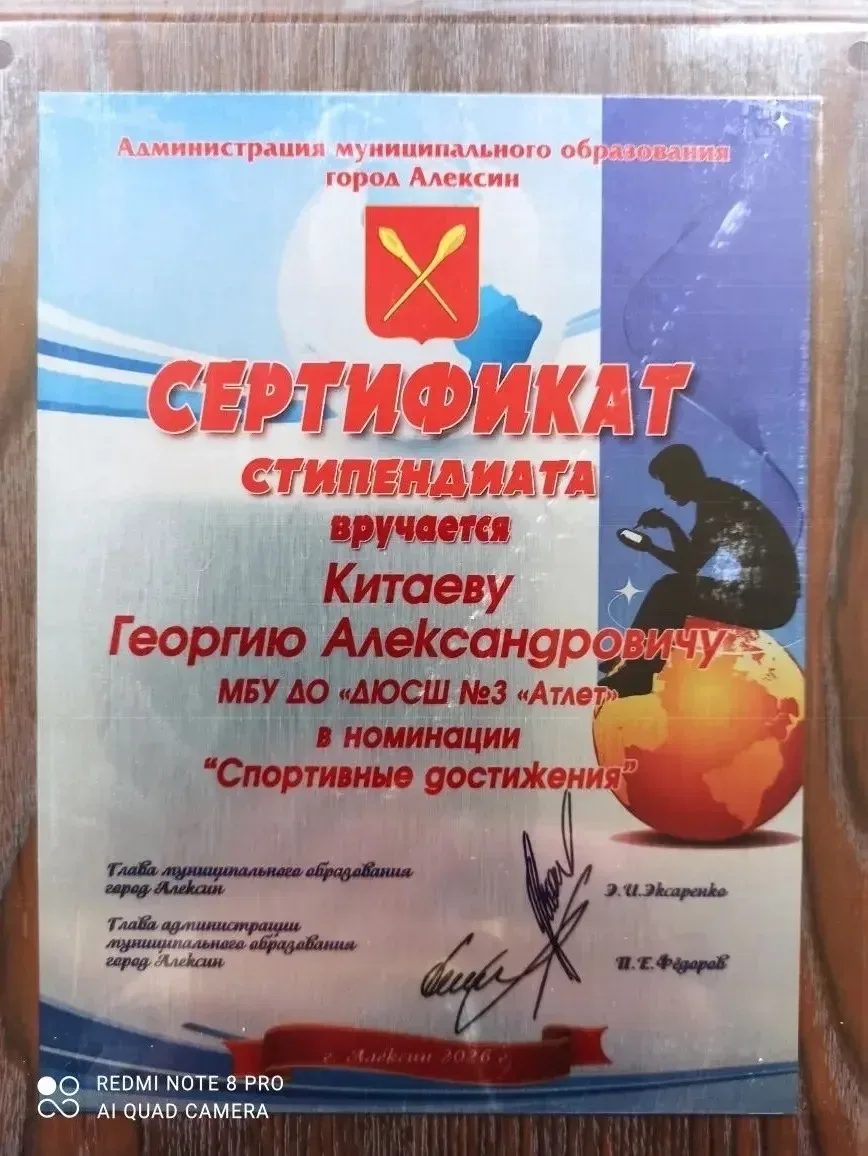 Администрация муниципального образования
город Алексин
СЕРТИФИКАТ
СТИПЕНДИАТА
вручается
Китаеву
Георгию Александровичу
МБУ ДО «ДЮСШ №3 «Атлет»
в номинации
“Спортивные достижения”
Глава муниципального образования
город Алексин
Э.И.Эксаренко
Глава администрации
муниципального образования
город Алексин
П.Е.Фёдоров
г. Алексин 2026 г.
REDMI NOTE 8 PRO
AI QUAD CAMERA